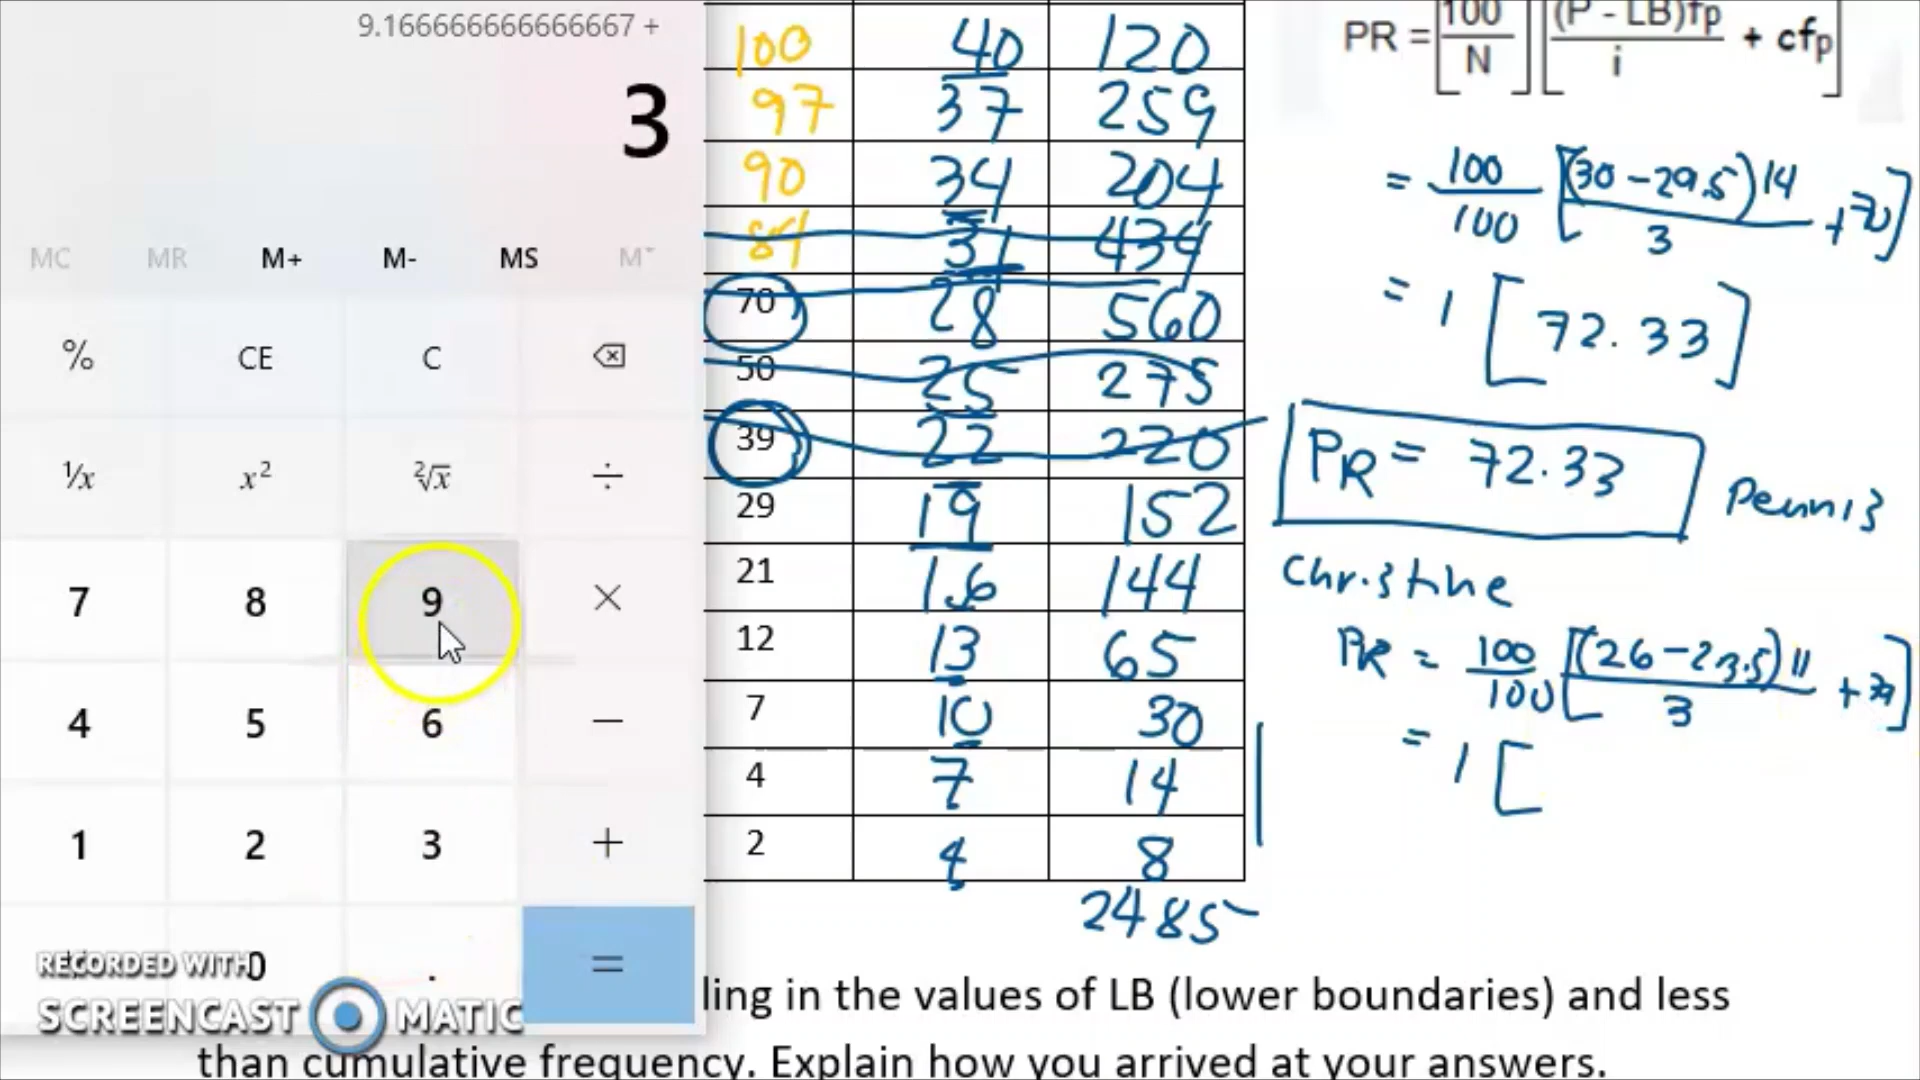 9.166666666666667 +
3
MC MR M+ M- MS M˅
% CE C
⅟x x² ²√x ÷
7 8 9 ×
4 5 6 −
1 2 3 +
0 . =
RECORDED WITH
SCREENCAST MATIC
100 40 120
97 37 259
90 34 204
84 31 434
70 28 560
50 25 275
39 22 220
29 19 152
21 16 144
12 13 65
7 10 30
4 7 14
2 4 8
2485
PR = [100/N] [(P - LB)fp/i + cfp]
= 100/100 [(30-29.5)14/3 + 70]
= 1 [72.33]
PR = 72.33
Pennis
Christine
PR = 100/100 [(26-23.5)11/3 + 39]
= 1 [
ling in the values of LB (lower boundaries) and less
than cumulative frequency. Explain how you arrived at your answers.